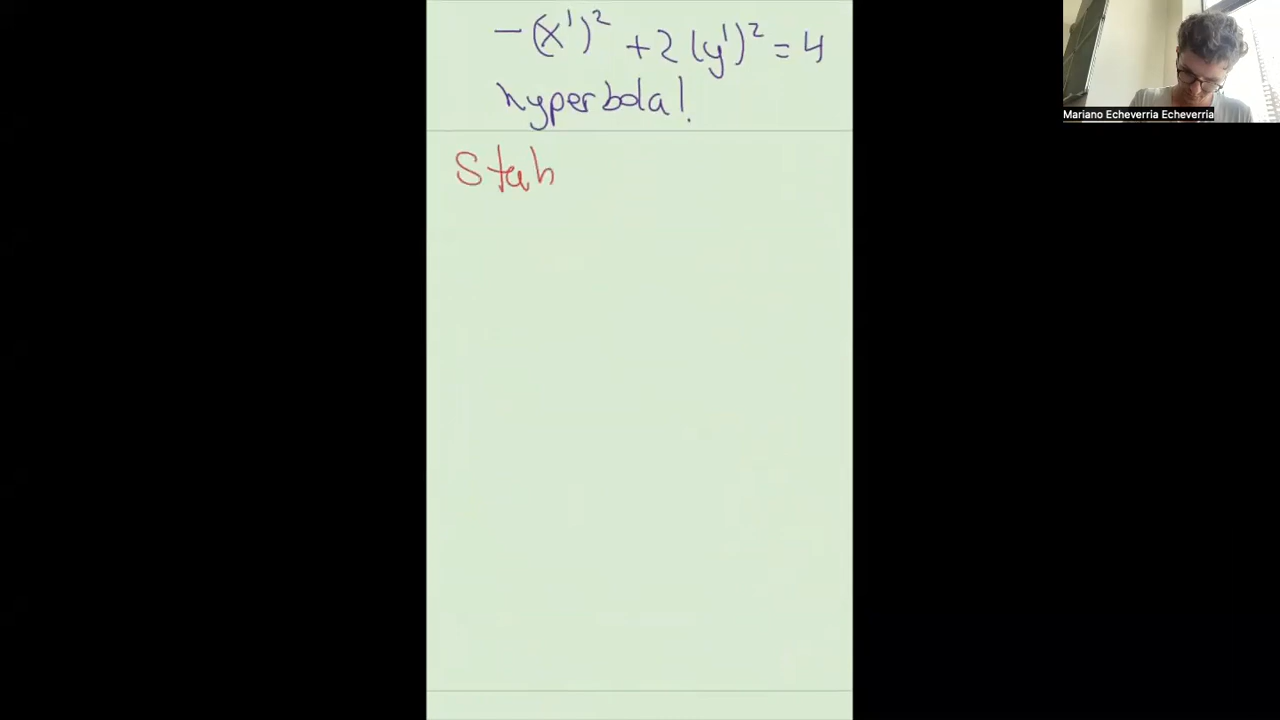 -(x')² + 2(y')² = 4
hyperbola!
Stab
Mariano Echeverria Echeverria